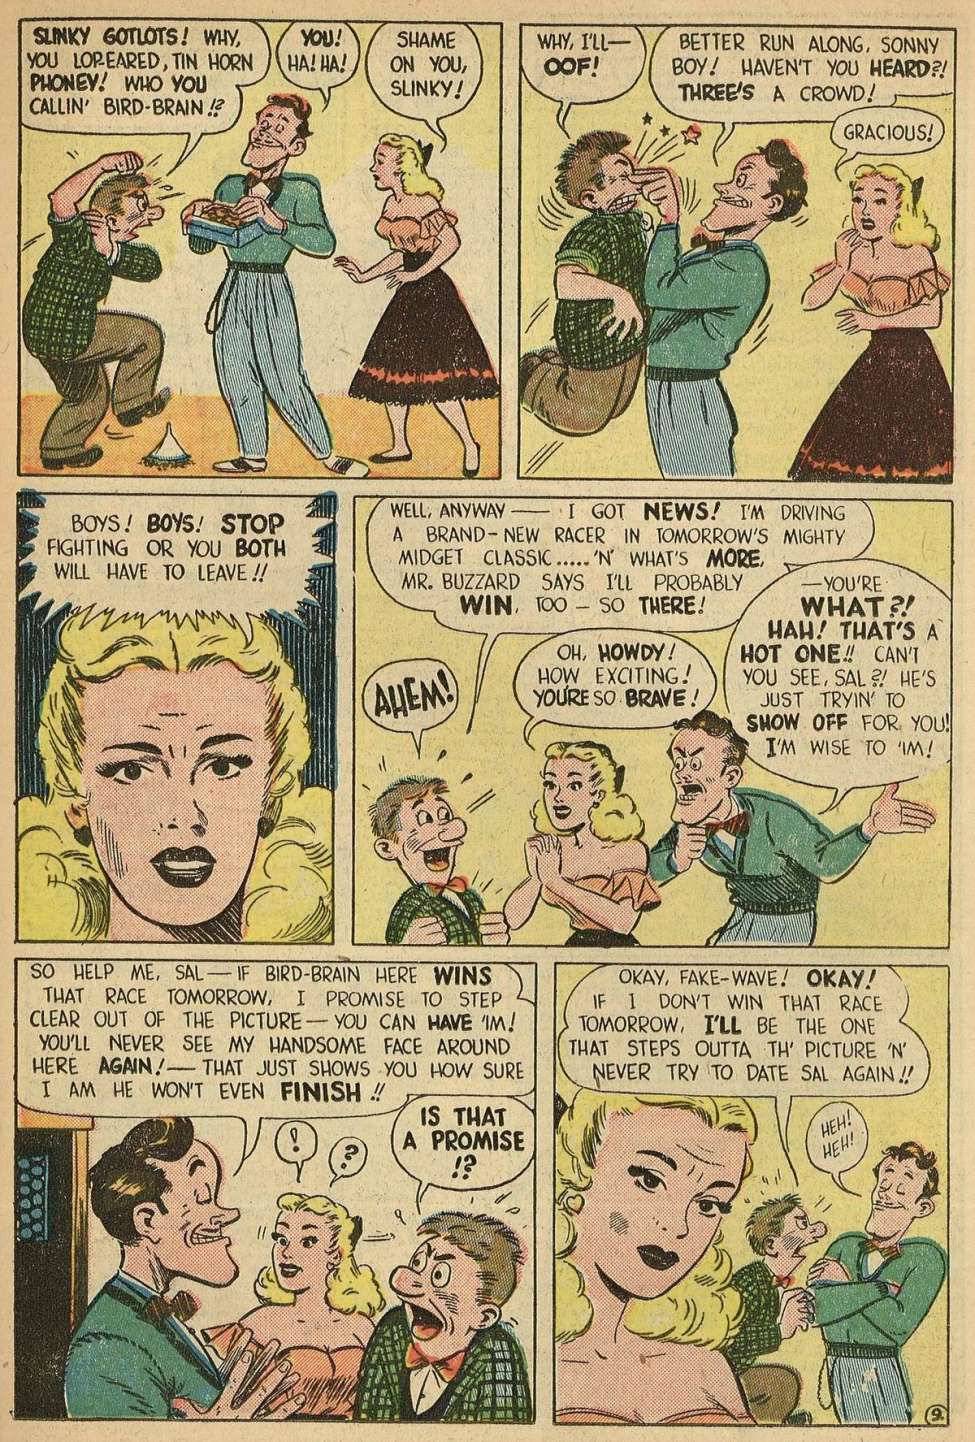 SLINKY GOTLOTS! WHY,
YOU LOP-EARED, TIN HORN
PHONEY! WHO YOU
CALLIN' BIRD-BRAIN!?
YOU!
HA! HA!
SHAME
ON YOU,
SLINKY!
WHY, I'LL—
OOF!
BETTER RUN ALONG, SONNY
BOY! HAVEN'T YOU HEARD?!
THREE'S A CROWD!
GRACIOUS!
BOYS! BOYS! STOP
FIGHTING OR YOU BOTH
WILL HAVE TO LEAVE!!
WELL, ANYWAY — I GOT NEWS! I'M DRIVING
A BRAND-NEW RACER IN TOMORROW'S MIGHTY
MIDGET CLASSIC..... 'N' WHAT'S MORE,
MR. BUZZARD SAYS I'LL PROBABLY
WIN, TOO — SO THERE!
AHEM!
OH, HOWDY!
HOW EXCITING!
YOU'RE SO BRAVE!
—YOU'RE
WHAT?!
HAH! THAT'S A
HOT ONE!! CAN'T
YOU SEE, SAL?! HE'S
JUST TRYIN' TO
SHOW OFF FOR YOU!
I'M WISE TO 'IM!
SO HELP ME, SAL — IF BIRD-BRAIN HERE WINS
THAT RACE TOMORROW, I PROMISE TO STEP
CLEAR OUT OF THE PICTURE — YOU CAN HAVE 'IM!
YOU'LL NEVER SEE MY HANDSOME FACE AROUND
HERE AGAIN! — THAT JUST SHOWS YOU HOW SURE
I AM HE WON'T EVEN FINISH!!
!
?
IS THAT
A PROMISE
!?
OKAY, FAKE-WAVE! OKAY!
IF I DON'T WIN THAT RACE
TOMORROW, I'LL BE THE ONE
THAT STEPS OUTTA TH' PICTURE 'N'
NEVER TRY TO DATE SAL AGAIN!!
HEH!
HEH!
9